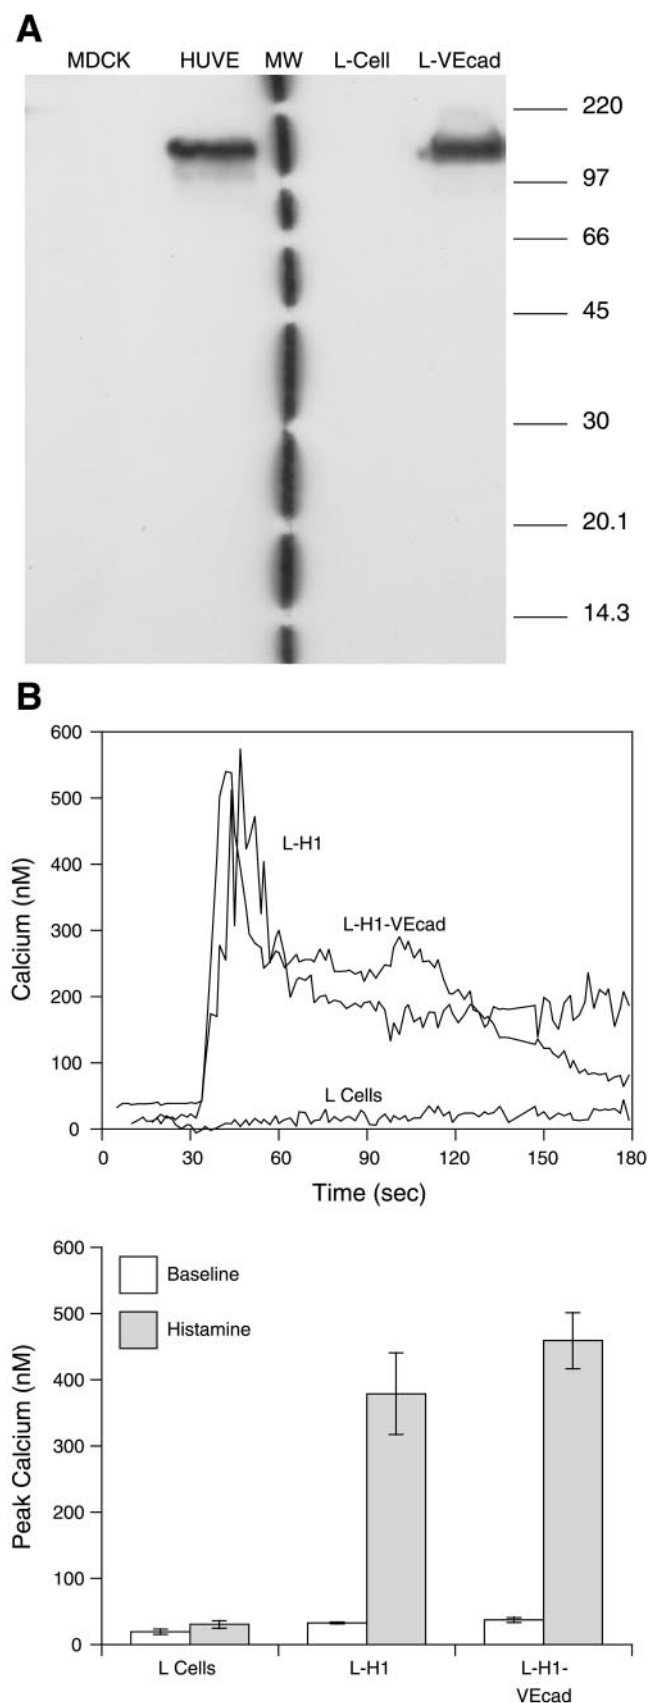 A
MDCK HUVE MW L-Cell L-VEcad
220
97
66
45
30
20.1
14.3
B
600
500
400
300
200
100
0
Calcium (nM)
L-H1
L-H1-VEcad
L Cells
0 30 60 90 120 150 180
Time (sec)
600
500
400
300
200
100
0
Peak Calcium (nM)
Baseline
Histamine
L Cells L-H1 L-H1-
VEcad